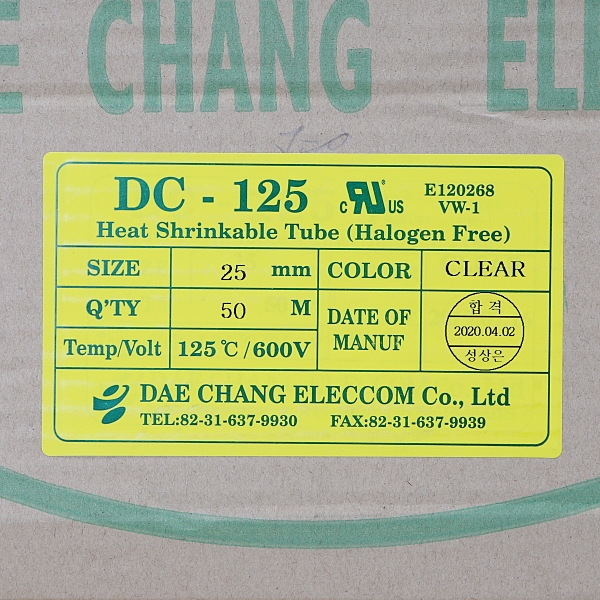 CHANG
DC - 125 c RU US E120268
VW-1
Heat Shrinkable Tube (Halogen Free)
SIZE 25 mm COLOR CLEAR
Q'TY 50 M DATE OF MANUF 합격
2020.04.02
성상은
Temp/Volt 125℃/600V
DAE CHANG ELECCOM Co., Ltd
TEL:82-31-637-9930 FAX:82-31-637-9939